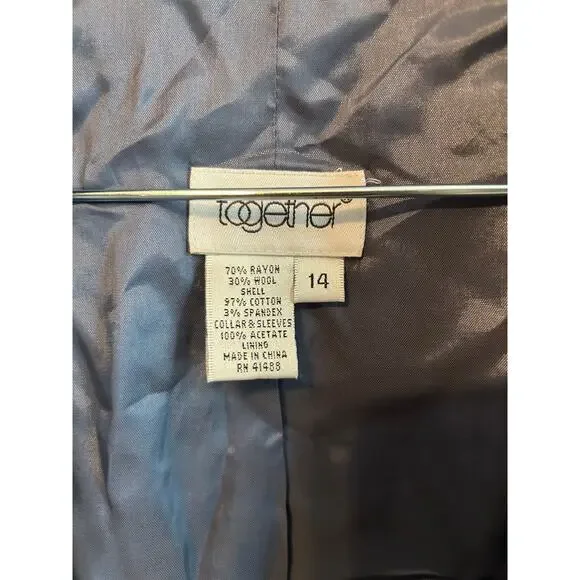 together®
70% RAYON
30% WOOL
SHELL
97% COTTON
3% SPANDEX
COLLAR & SLEEVES
100% ACETATE
LINING
MADE IN CHINA
RN 41488
14